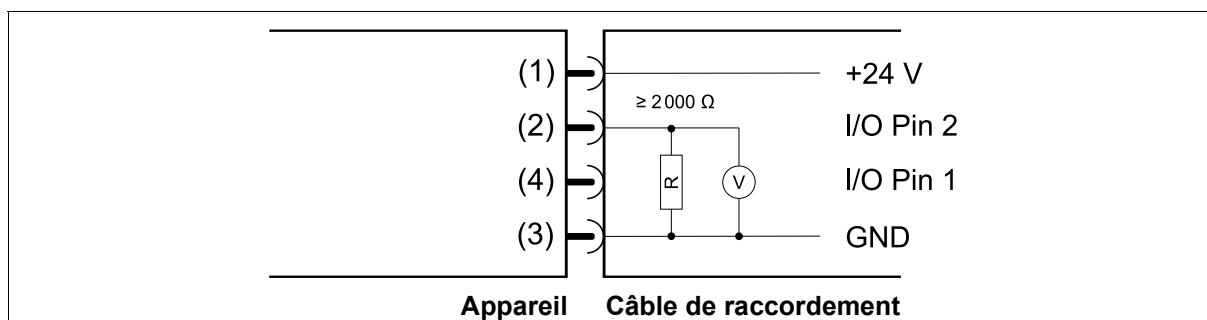 (1) +24 V
≥ 2 000 Ω
(2) I/O Pin 2
(4) R V I/O Pin 1
(3) GND
Appareil Câble de raccordement